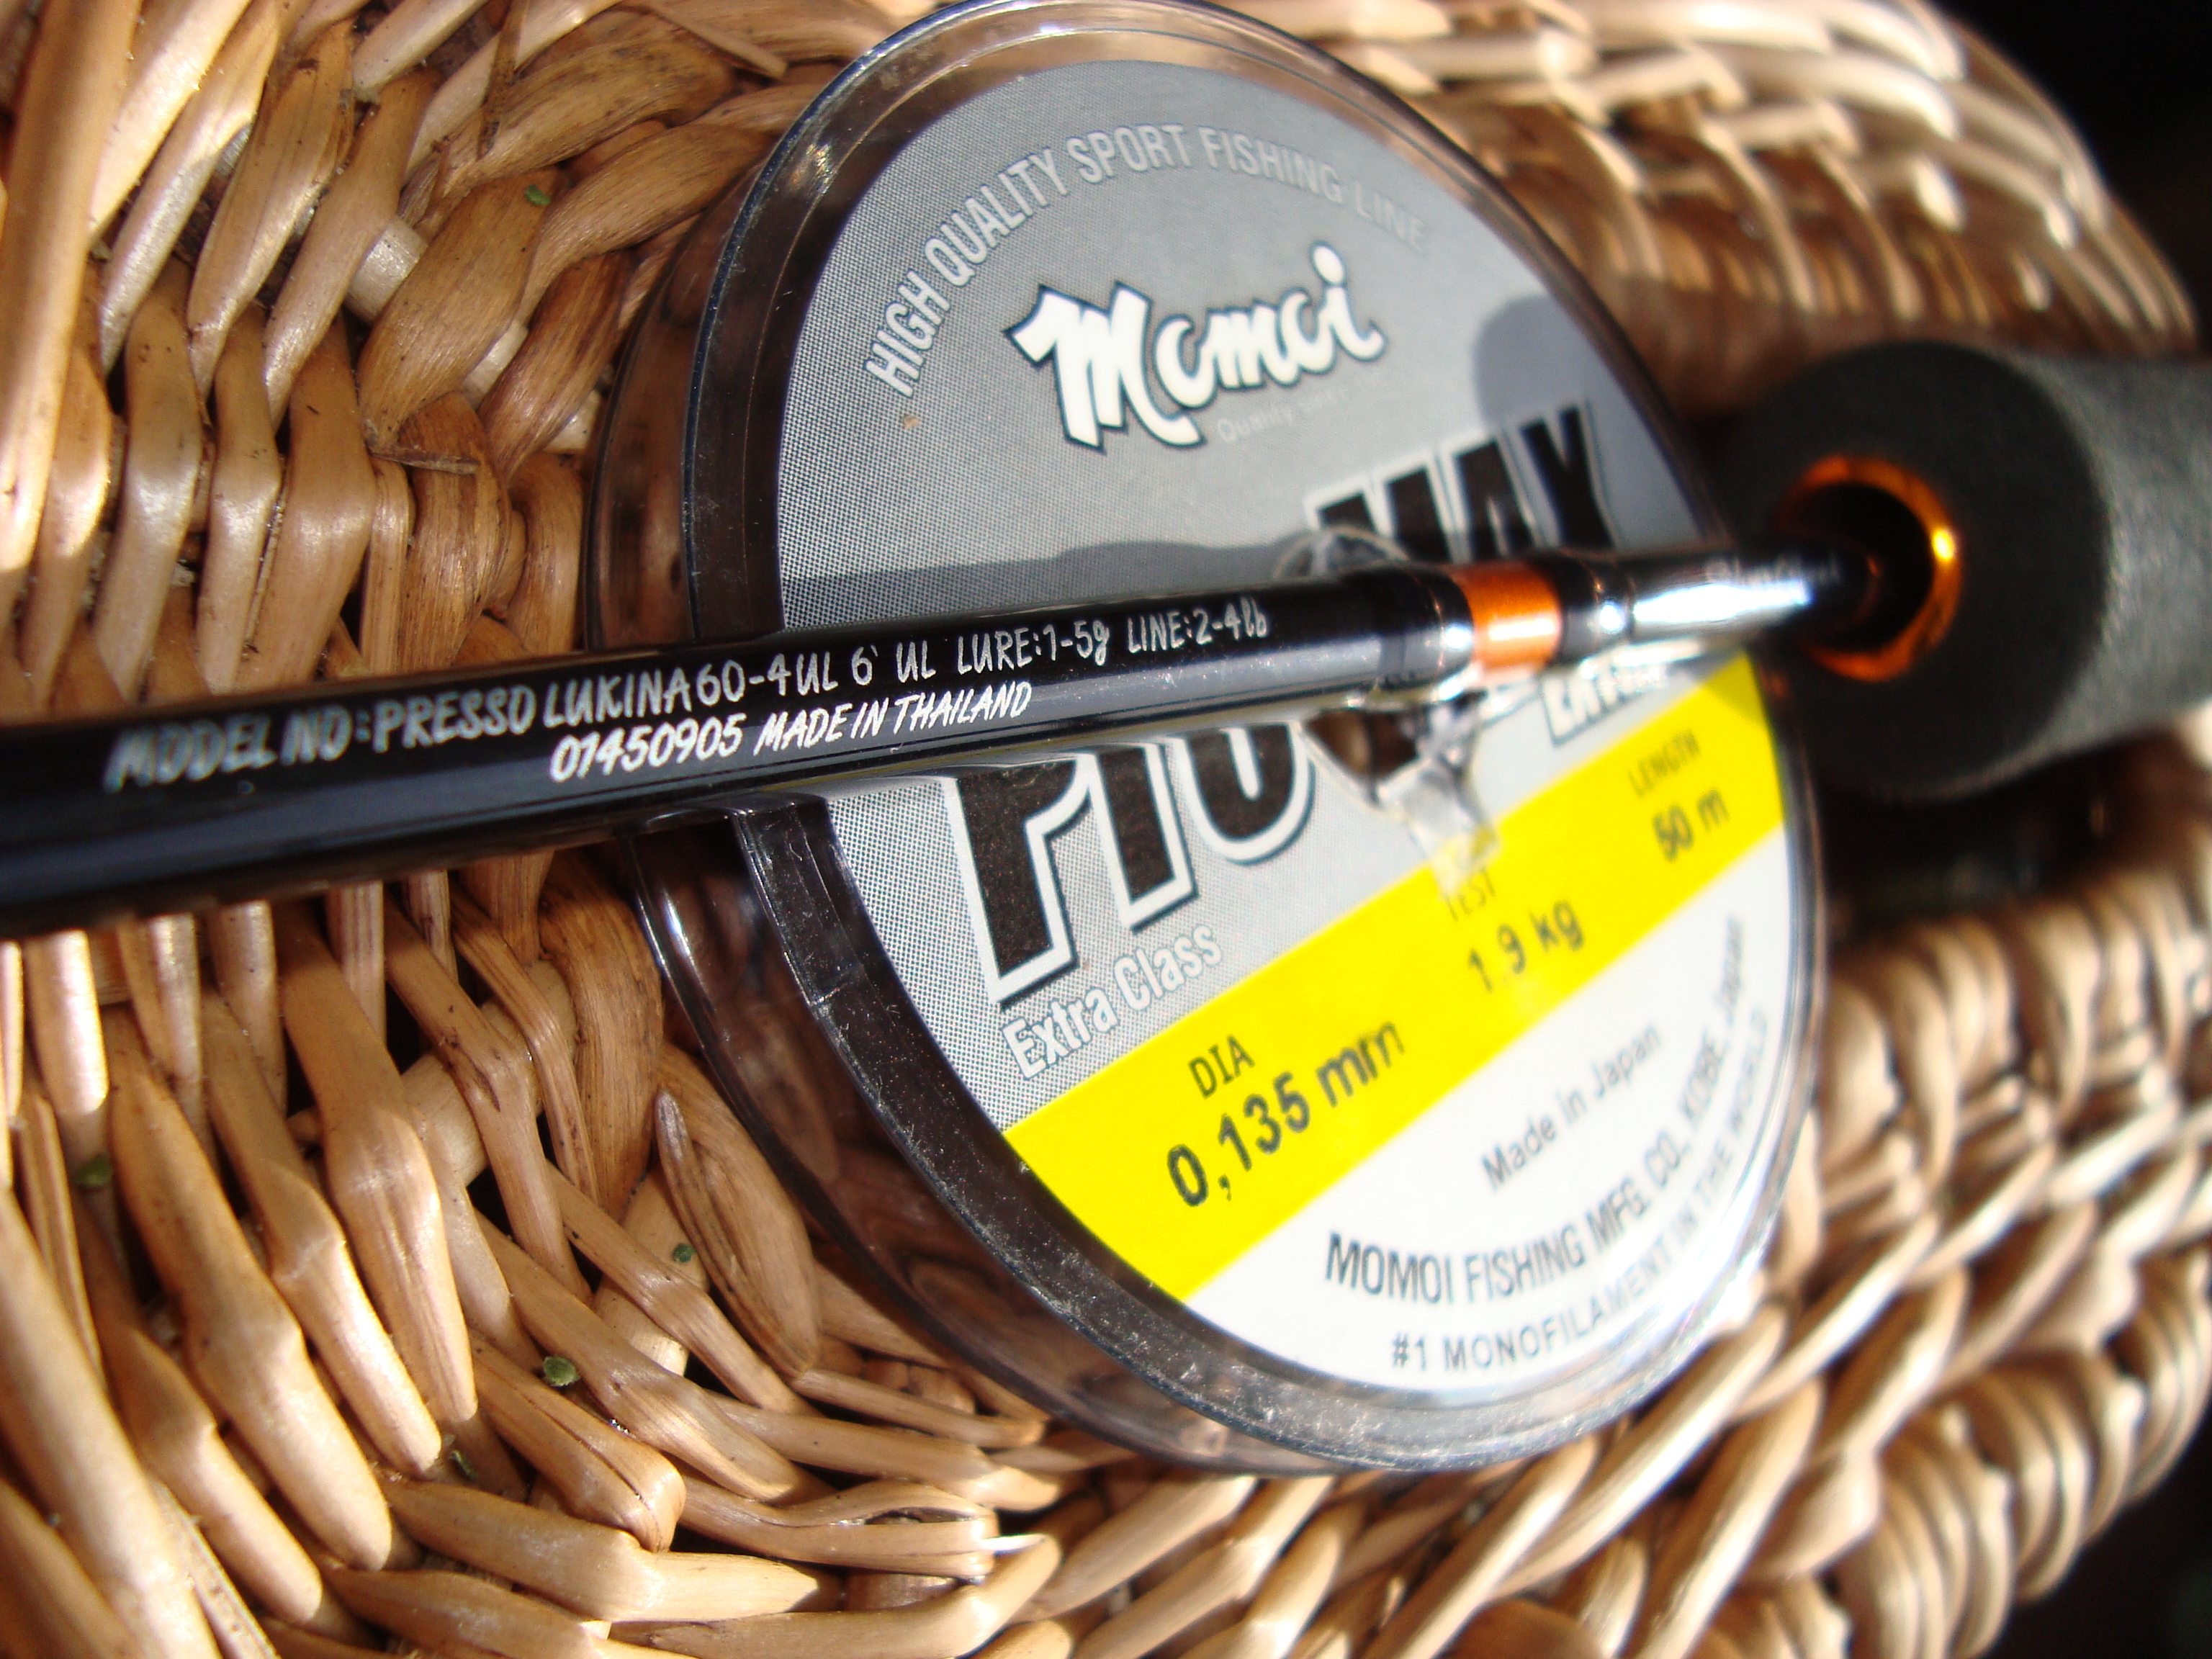 HIGH QUALITY SPORT FISHING LINE
Momoi
MAX
MODEL NO:PRESSO LUKINA60-4UL 6' UL LURE:1-5g LINE:2-4lb
07450905 MADE IN THAILAND
Extra Class
LENGTH
50 m
TEST
1.9 kg
DIA
0,135 mm
Made in Japan
MOMOI FISHING MFG. CO., KOBE, Japan
#1 MONOFILAMENT IN THE WORLD